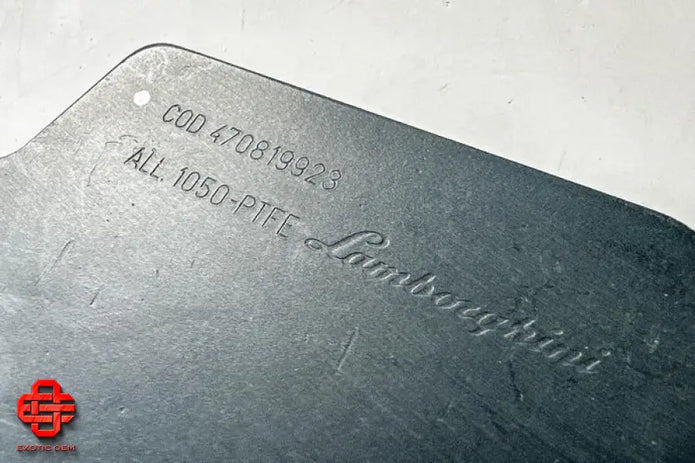 COD 470819923
ALL. 1050-PTFE
Lamborghini
EXOTIC OEM